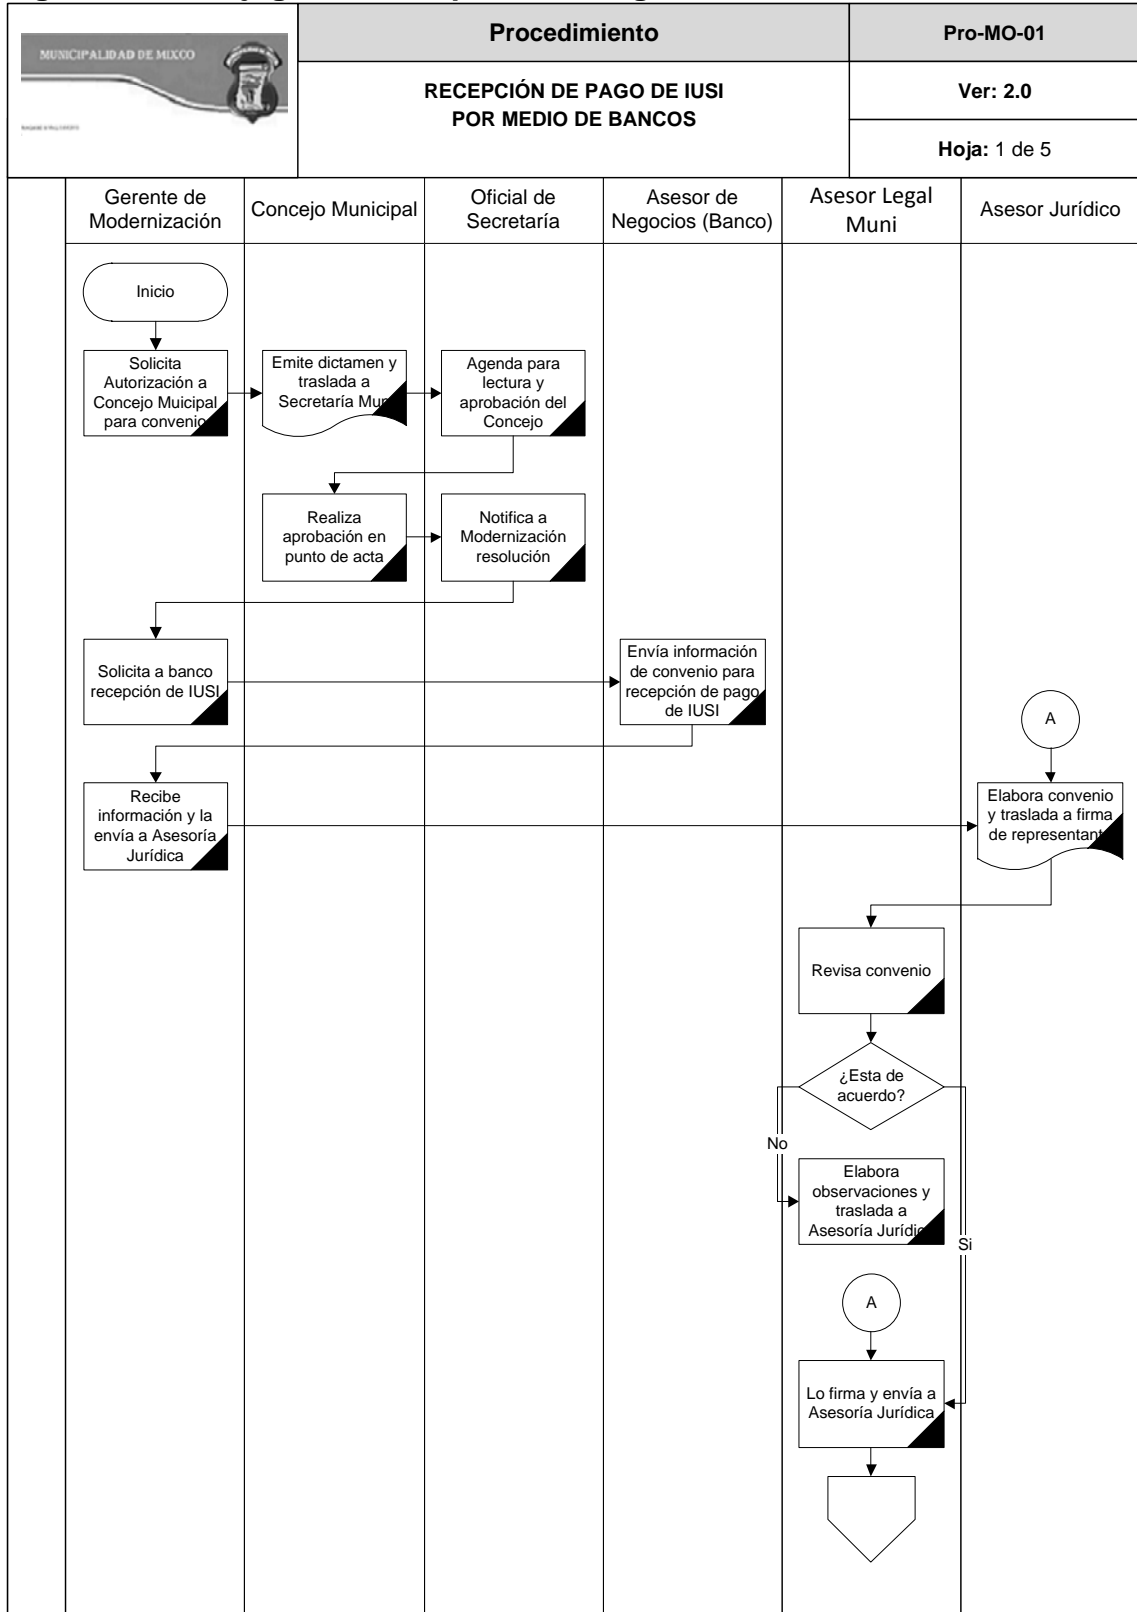 MUNICIPALIDAD DE MIXCO
Procedimiento
Pro-MO-01
RECEPCIÓN DE PAGO DE IUSI
POR MEDIO DE BANCOS
Ver: 2.0
Hoja: 1 de 5
Gerente de
Modernización
Concejo Municipal
Oficial de
Secretaría
Asesor de
Negocios (Banco)
Asesor Legal
Muni
Asesor Jurídico
Inicio
Solicita
Autorización a
Concejo Muicipal
para convenio
Emite dictamen y
traslada a
Secretaría Mun
Agenda para
lectura y
aprobación del
Concejo
Realiza
aprobación en
punto de acta
Notifica a
Modernización
resolución
Solicita a banco
recepción de IUSI
Envía información
de convenio para
recepción de pago
de IUSI
A
Recibe
información y la
envía a Asesoría
Jurídica
Elabora convenio
y traslada a firma
de representant
Revisa convenio
¿Esta de
acuerdo?
No
Elabora
observaciones y
traslada a
Asesoría Jurídic
Si
A
Lo firma y envía a
Asesoría Jurídica